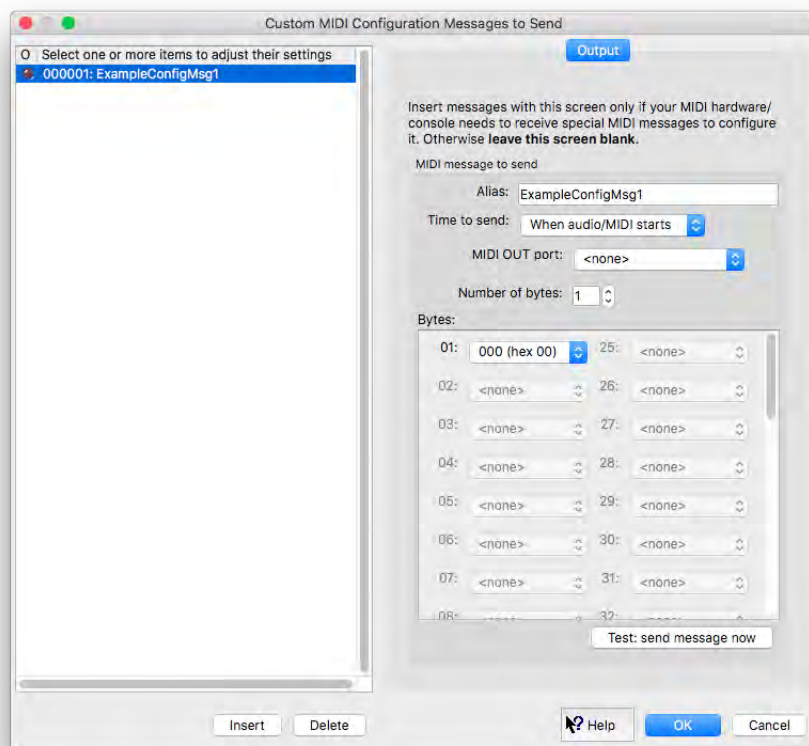 Custom MIDI Configuration Messages to Send
O Select one or more items to adjust their settings
000001: ExampleConfigMsg1
Output
Insert messages with this screen only if your MIDI hardware/
console needs to receive special MIDI messages to configure
it. Otherwise leave this screen blank.
MIDI message to send
Alias: ExampleConfigMsg1
Time to send: When audio/MIDI starts
MIDI OUT port: <none>
Number of bytes: 1
Bytes:
01: 000 (hex 00) 25: <none>
02: <none> 26: <none>
03: <none> 27: <none>
04: <none> 28: <none>
05: <none> 29: <none>
06: <none> 30: <none>
07: <none> 31: <none>
08: 32:
Test: send message now
Insert Delete ? Help OK Cancel